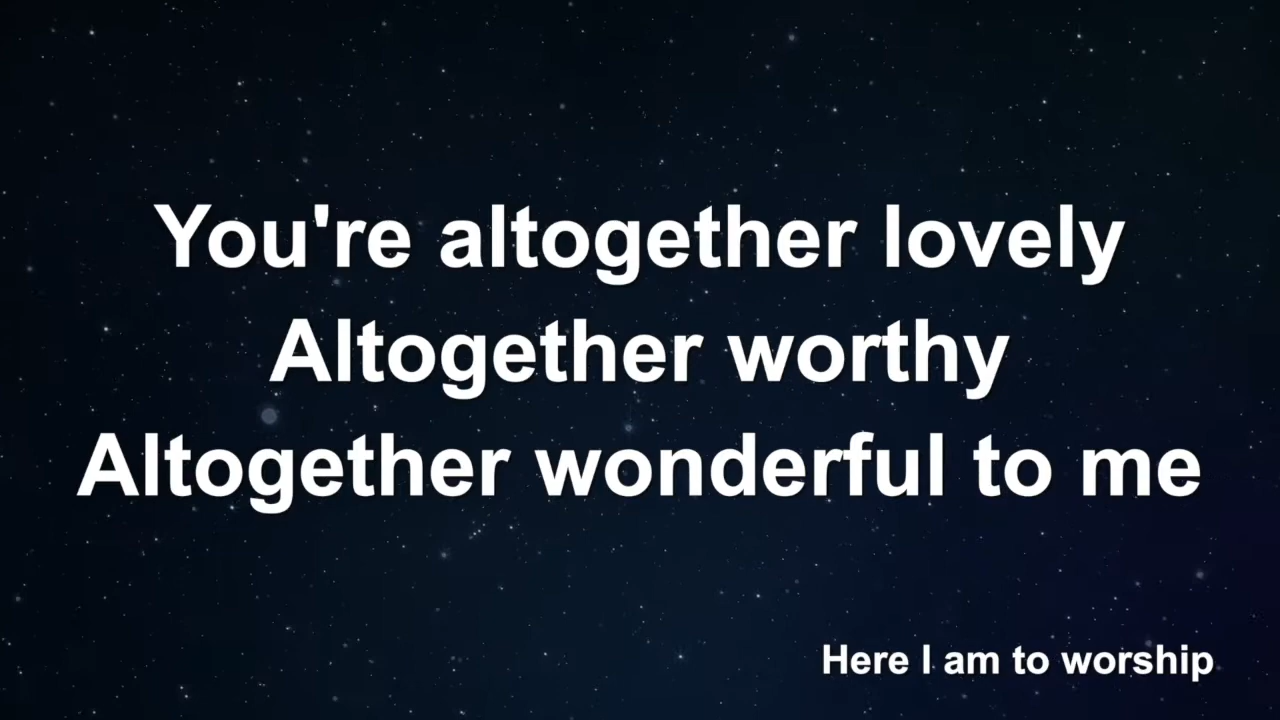 You're altogether lovely
Altogether worthy
Altogether wonderful to me
Here I am to worship